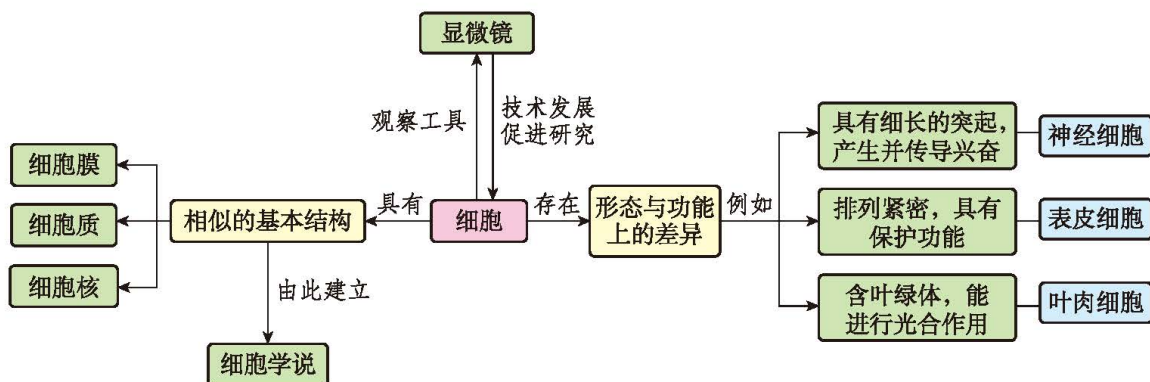 显微镜
观察工具
技术发展
促进研究
细胞膜
细胞质
细胞核
相似的基本结构
具有
细胞
存在
形态与功能
上的差异
例如
由此建立
细胞学说
具有细长的突起，
产生并传导兴奋
神经细胞
排列紧密，具有
保护功能
表皮细胞
含叶绿体，能
进行光合作用
叶肉细胞